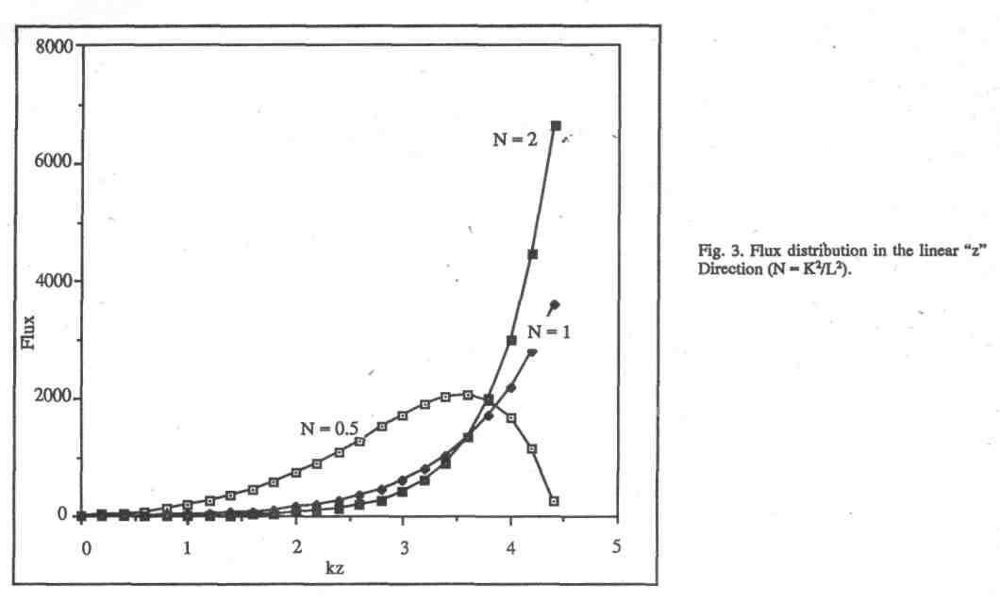 8000
6000
4000
2000
0
Flux
N = 2
N = 1
N = 0.5
0 1 2 3 4 5
kz
Fig. 3. Flux distribution in the linear “z”
Direction (N = K²/L²).